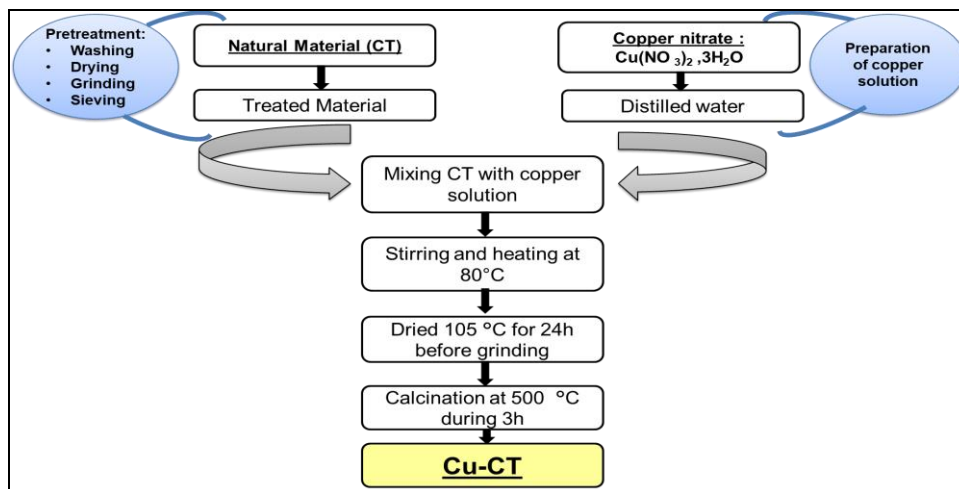 Pretreatment:
• Washing
• Drying
• Grinding
• Sieving
Natural Material (CT)
Treated Material
Copper nitrate :
Cu(NO 3)2 ,3H2O
Distilled water
Preparation
of copper
solution
Mixing CT with copper
solution
Stirring and heating at
80°C
Dried 105 °C for 24h
before grinding
Calcination at 500 °C
during 3h
Cu-CT